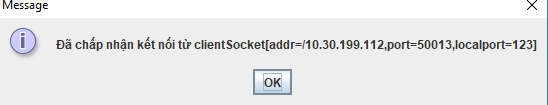 Message
Đã chấp nhận kết nối từ clientSocket[addr=/10.30.199.112,port=50013,localport=123]
OK